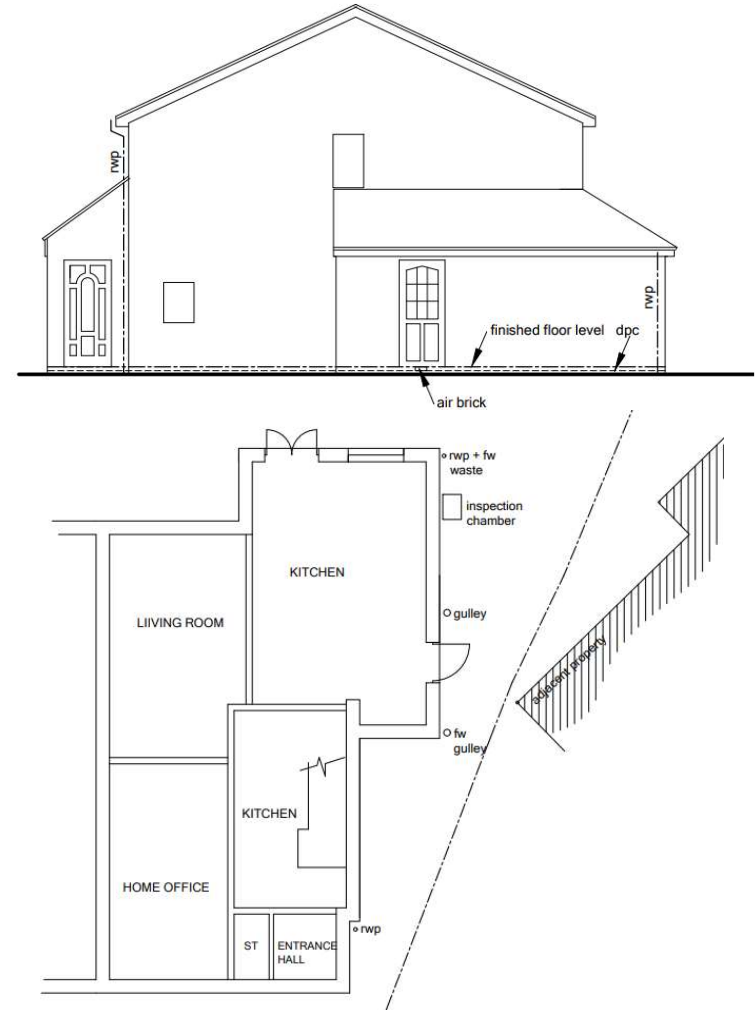 rwp
rwp
finished floor level dpc
air brick
rwp + fw
waste
inspection
chamber
KITCHEN
gulley
LIIVING ROOM
adjacent property
fw
gulley
KITCHEN
HOME OFFICE
rwp
ST
ENTRANCE
HALL